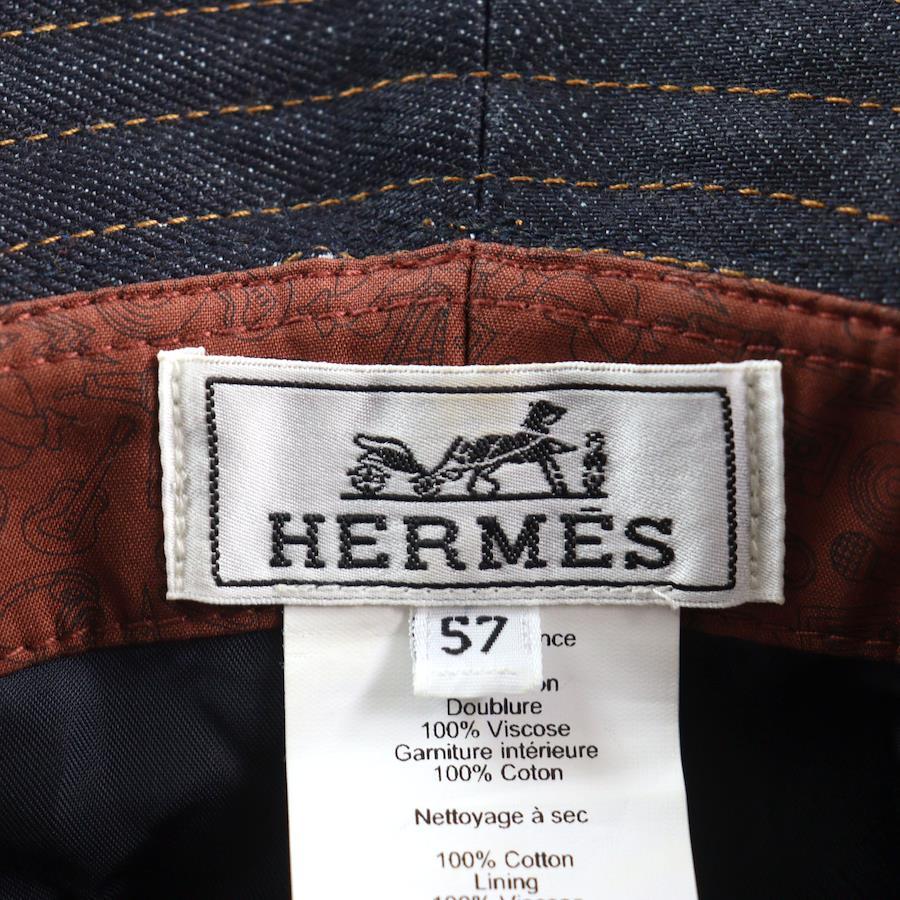 HERMÈS
57
Doublure
100% Viscose
Garniture intérieure
100% Coton
Nettoyage à sec
100% Cotton
Lining